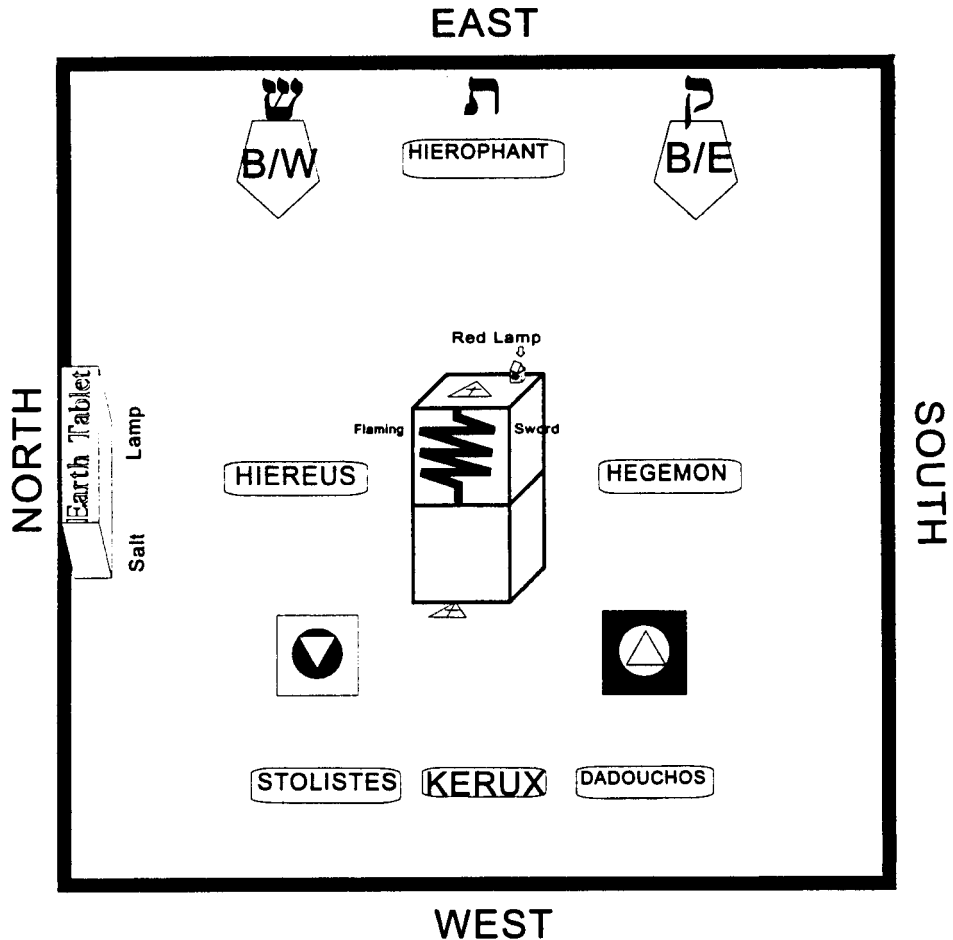 EAST
ש
ת
ק
B/W
HIEROPHANT
B/E
Red Lamp
NORTH
Earth Tablet
Lamp
Salt
Flaming
Sword
HIEREUS
HEGEMON
SOUTH
STOLISTES
KERUX
DADOUCHOS
WEST